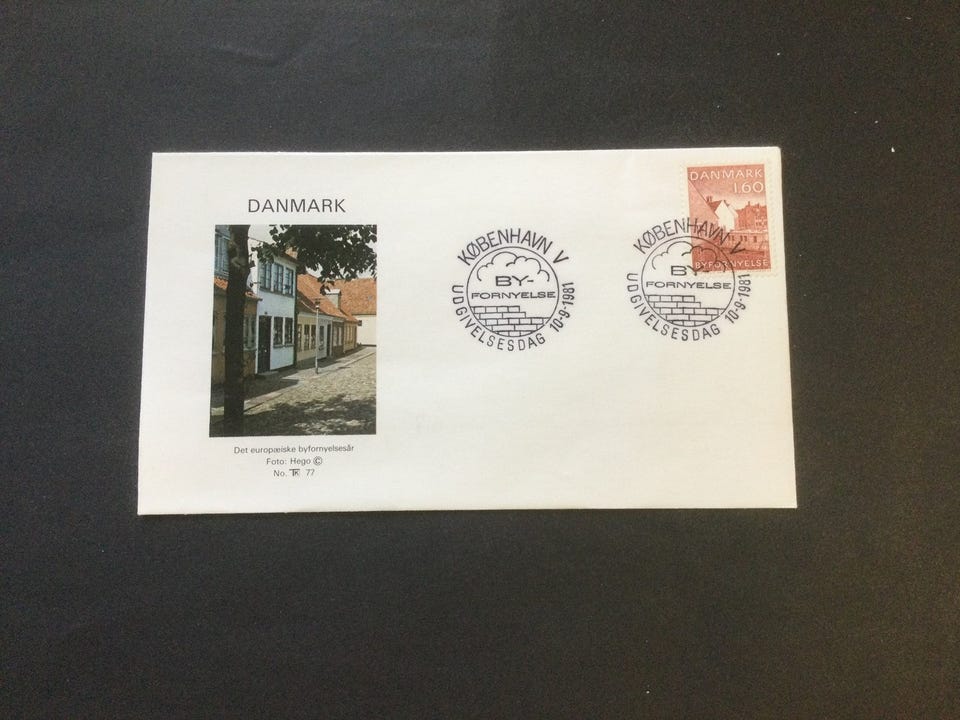 DANMARK
Det europæiske byfornyelsesår
Foto: Hego ©
No. TK 77
KØBENHAVN V
BY-
FORNYELSE
UDGIVELSESDAG 10-9-1981
KØBENHAVN V
BY-
FORNYELSE
UDGIVELSESDAG 10-9-1981
DANMARK
1.60
BYFORNYELSE